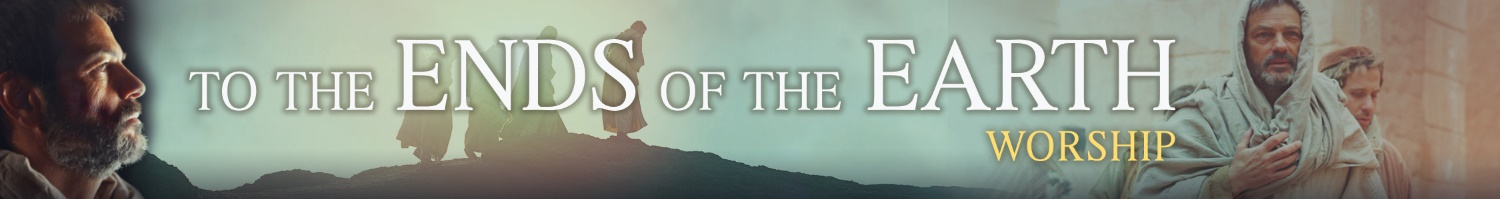 TO THE ENDS OF THE EARTH
WORSHIP